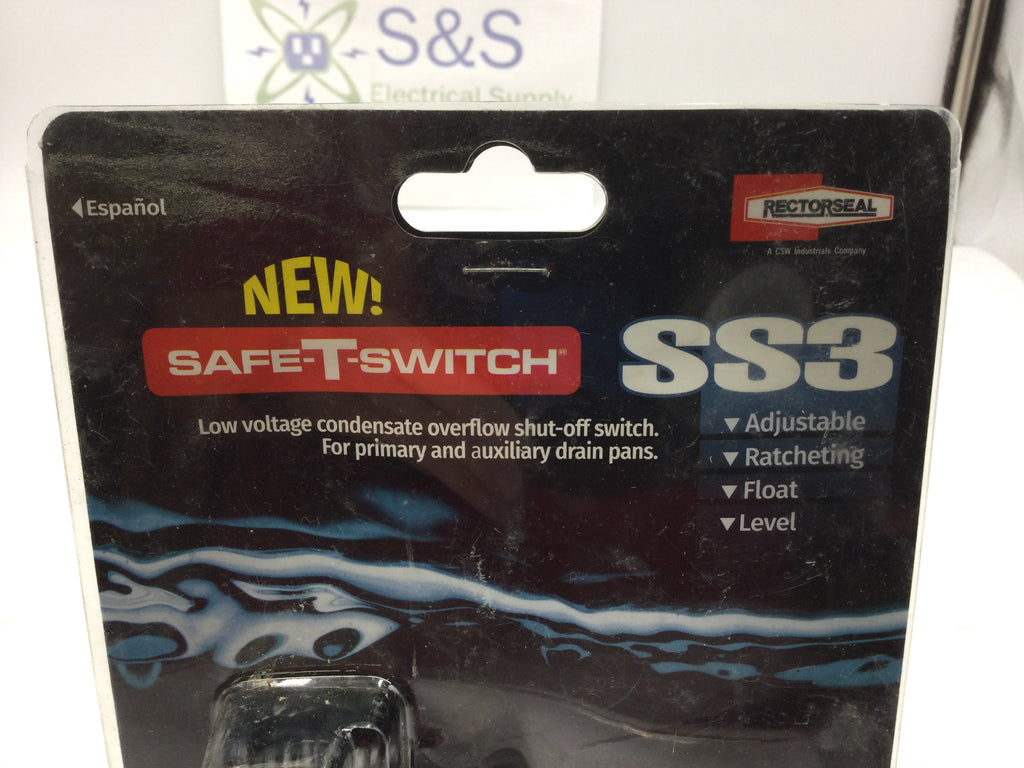 S&S
Electrical Supply
◀Español
RECTORSEAL
A CSW Industrials Company
NEW!
SAFE-T-SWITCH®
SS3
Low voltage condensate overflow shut-off switch.
For primary and auxiliary drain pans.
▼ Adjustable
▼ Ratcheting
▼ Float
▼ Level